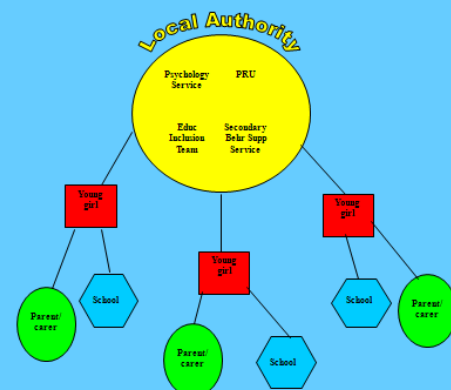 Local Authority
Psychology
Service
PRU
Educ
Inclusion
Team
Secondary
Behr Supp
Service
Young
girl
Young
girl
Young
girl
Parent/
carer
School
Parent/
carer
School
School
Parent/
carer